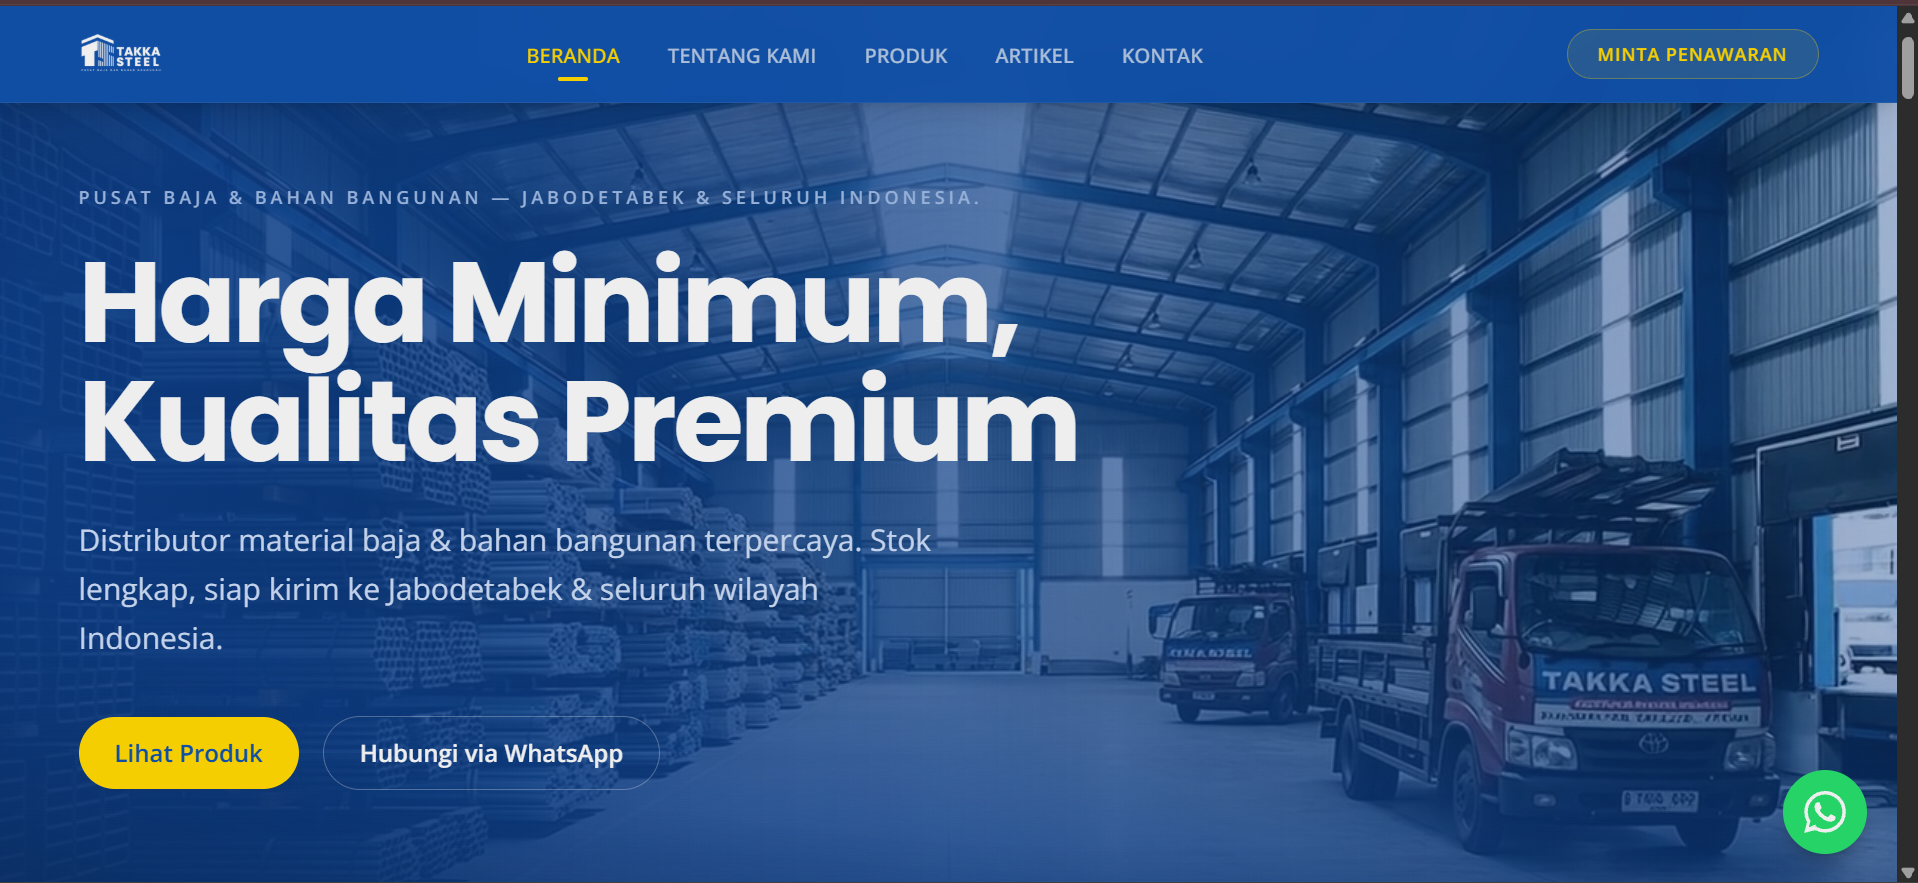 TAKKA
STEEL
BERANDA
TENTANG KAMI
PRODUK
ARTIKEL
KONTAK
MINTA PENAWARAN
PUSAT BAJA & BAHAN BANGUNAN — JABODETABEK & SELURUH INDONESIA.
Harga Minimum,
Kualitas Premium
Distributor material baja & bahan bangunan terpercaya. Stok
lengkap, siap kirim ke Jabodetabek & seluruh wilayah
Indonesia.
Lihat Produk
Hubungi via WhatsApp
TAKKA STEEL